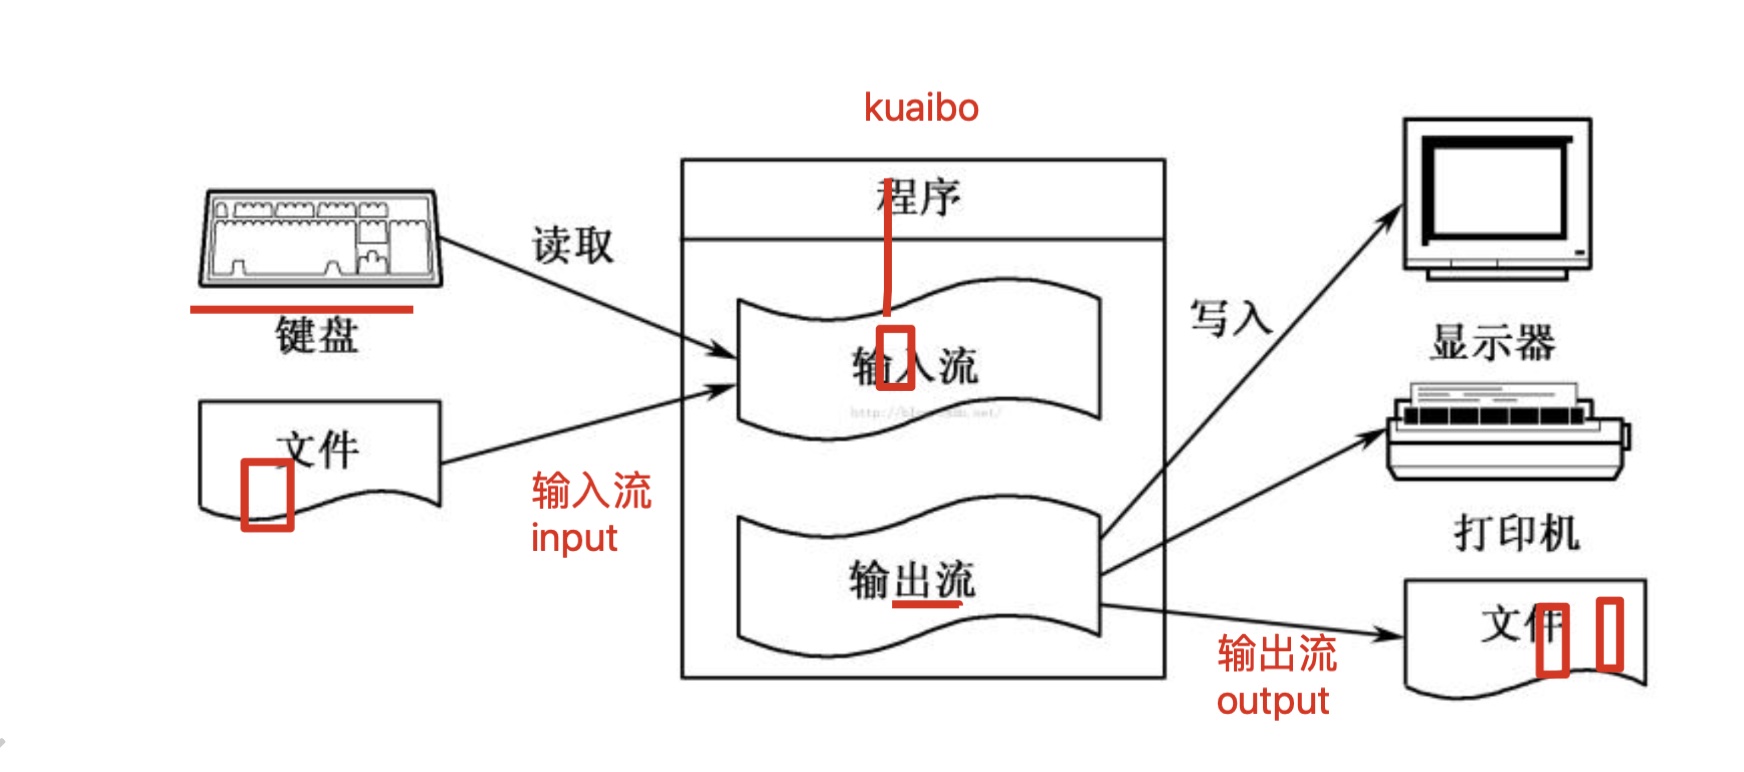 kuaibo
程序
读取
键盘
输入流
写入
显示器
文件
输入流
input
输出流
打印机
文件
输出流
output